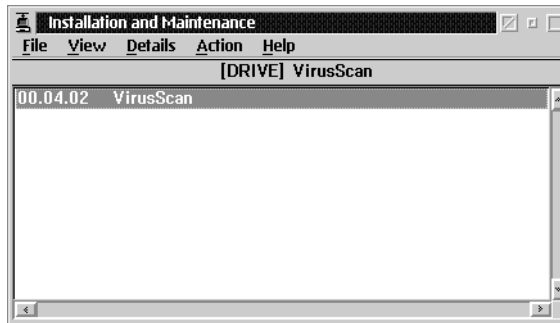 Installation and Maintenance
File View Details Action Help
[DRIVE] VirusScan
00.04.02 VirusScan